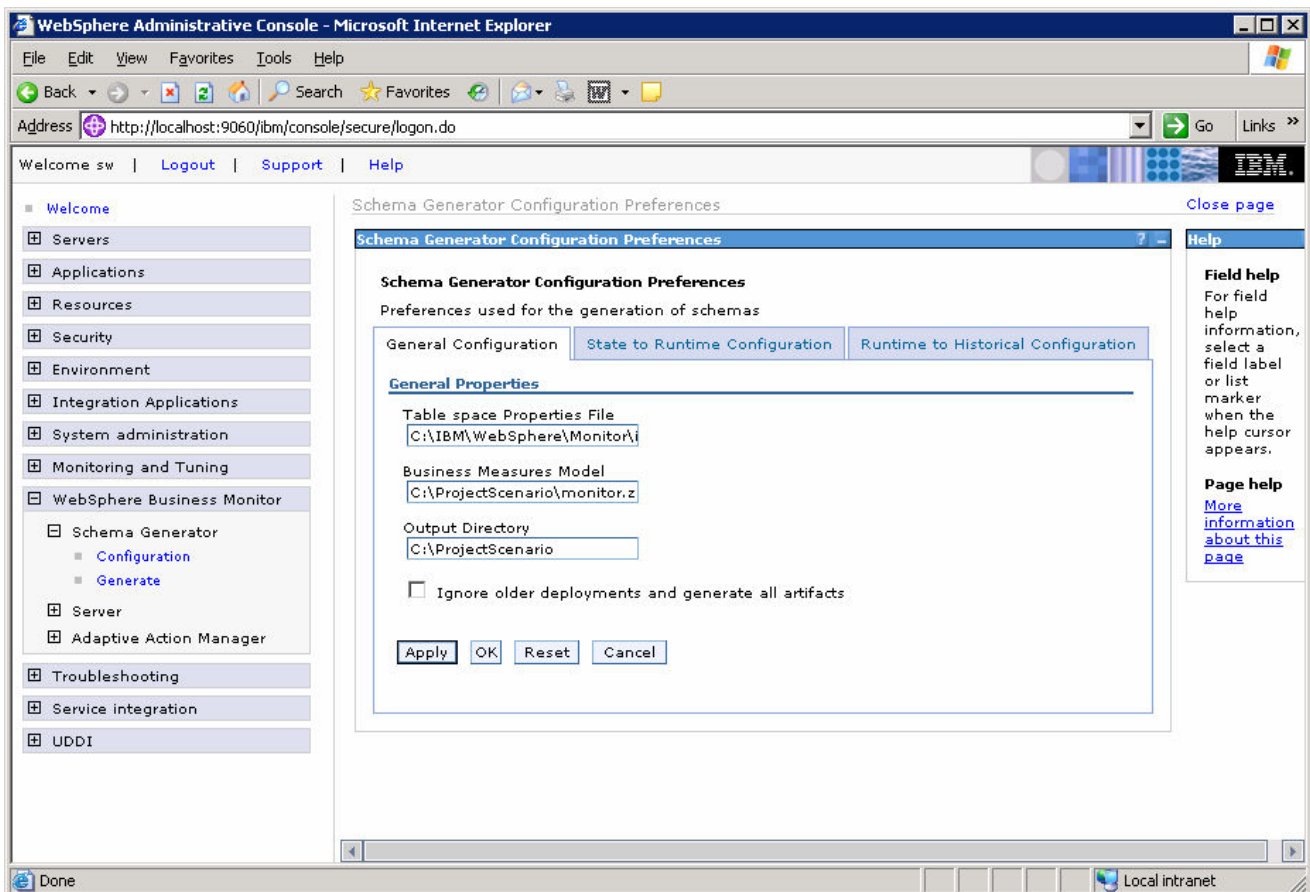 WebSphere Administrative Console - Microsoft Internet Explorer
File Edit View Favorites Tools Help
Back Search Favorites
Address http://localhost:9060/ibm/console/secure/logon.do Go Links »
Welcome sw | Logout | Support | Help IBM.
Welcome
Servers
Applications
Resources
Security
Environment
Integration Applications
System administration
Monitoring and Tuning
WebSphere Business Monitor
Schema Generator
Configuration
Generate
Server
Adaptive Action Manager
Troubleshooting
Service integration
UDDI
Schema Generator Configuration Preferences Close page
Schema Generator Configuration Preferences ? –
Schema Generator Configuration Preferences
Preferences used for the generation of schemas
General Configuration State to Runtime Configuration Runtime to Historical Configuration
General Properties
Table space Properties File
C:\IBM\WebSphere\Monitor\i
Business Measures Model
C:\ProjectScenario\monitor.z
Output Directory
C:\ProjectScenario
Ignore older deployments and generate all artifacts
Apply OK Reset Cancel
Help
Field help
For field
help
information,
select a
field label
or list
marker
when the
help cursor
appears.
Page help
More
information
about this
page
Done Local intranet